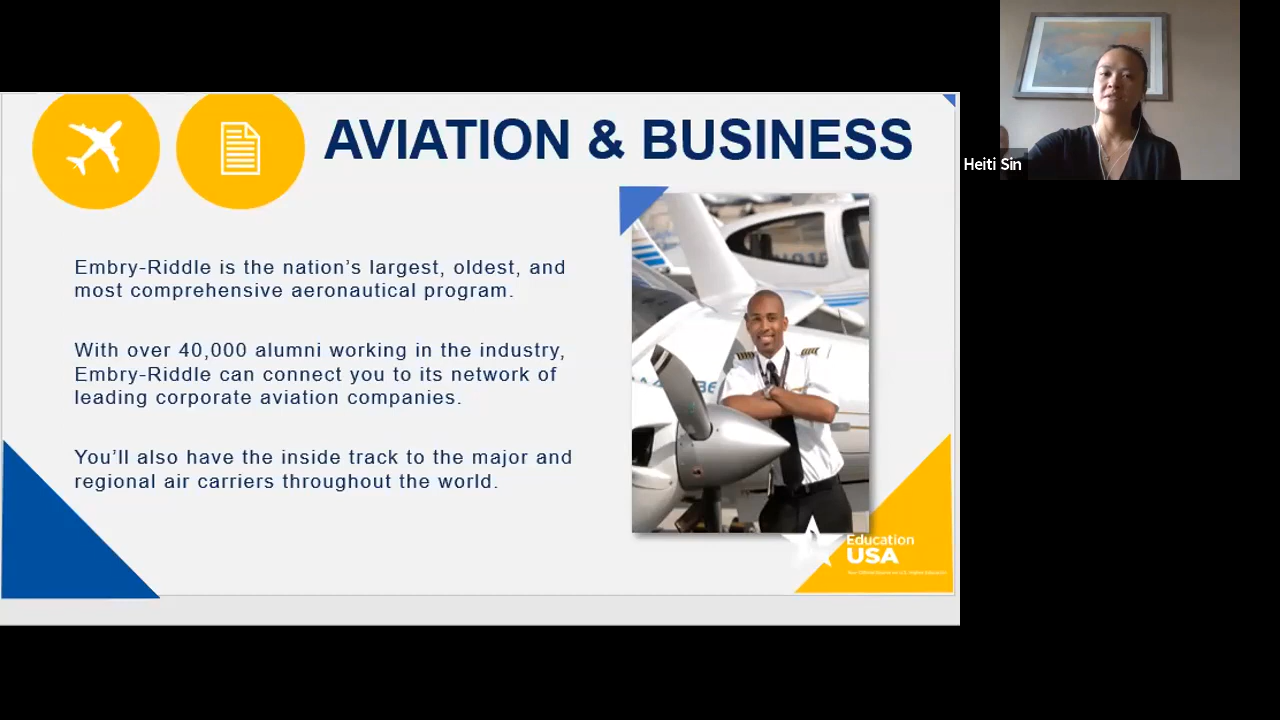 AVIATION & BUSINESS
Heiti Sin
Embry-Riddle is the nation’s largest, oldest, and
most comprehensive aeronautical program.
With over 40,000 alumni working in the industry,
Embry-Riddle can connect you to its network of
leading corporate aviation companies.
You’ll also have the inside track to the major and
regional air carriers throughout the world.
Education
USA